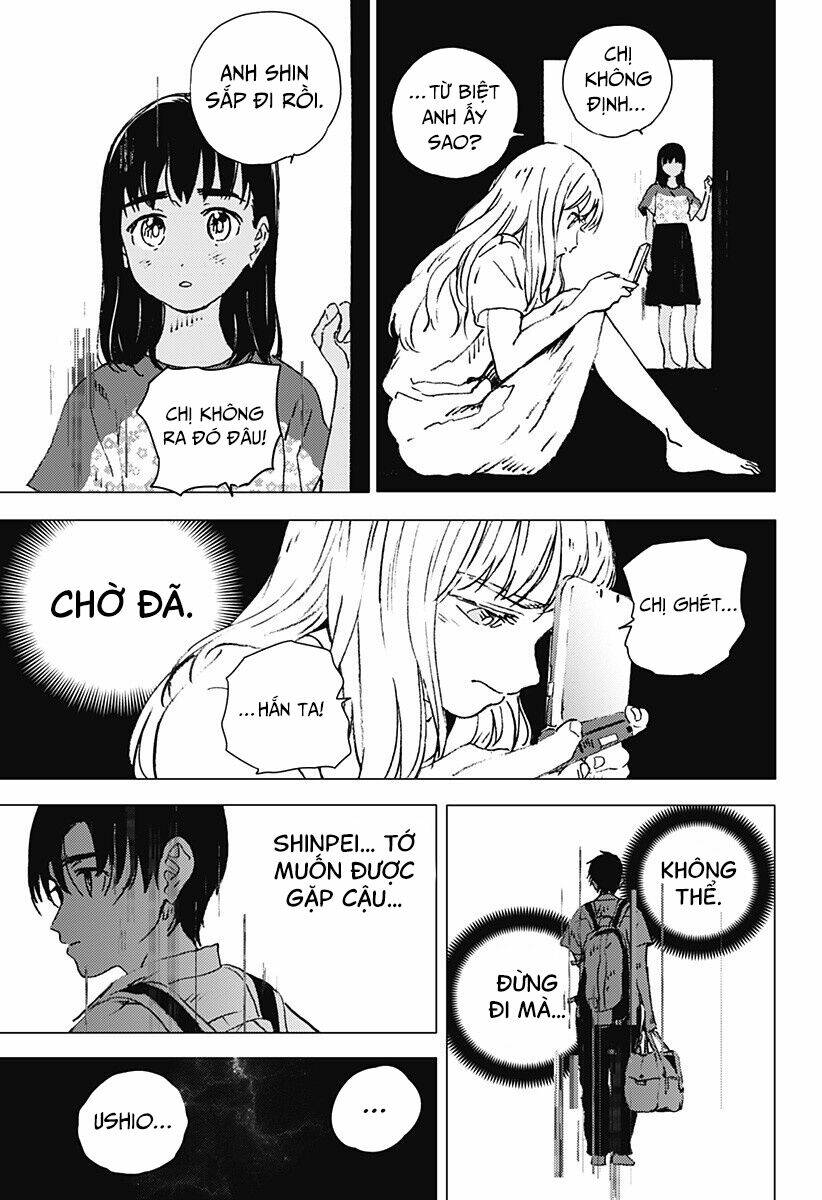 CHỊ
KHÔNG
ĐỊNH...
...TỪ BIỆT
ANH ẤY
SAO?
ANH SHIN
SẮP ĐI RỒI.
CHỊ KHÔNG
RA ĐÓ ĐÂU!
CHỊ GHÉT...
...HẮN TA!
CHỜ ĐÃ.
KHÔNG
THỂ.
ĐỪNG
ĐI MÀ...
SHINPEI... TỚ
MUỐN ĐƯỢC
GẶP CẬU...
...
USHIO...